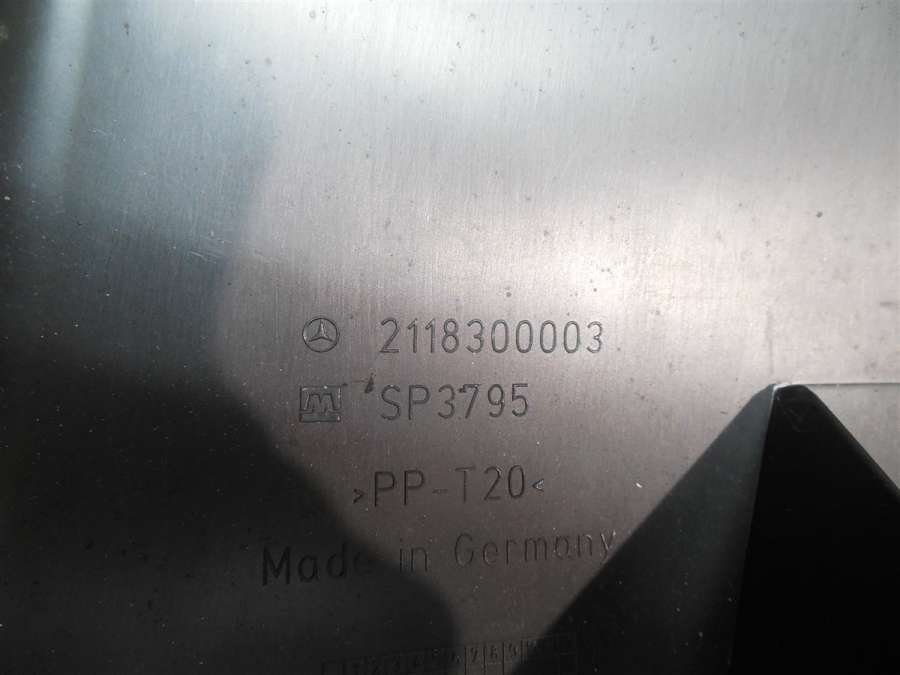 2118300003
M SP3795
>PP-T20<
Made in Germany